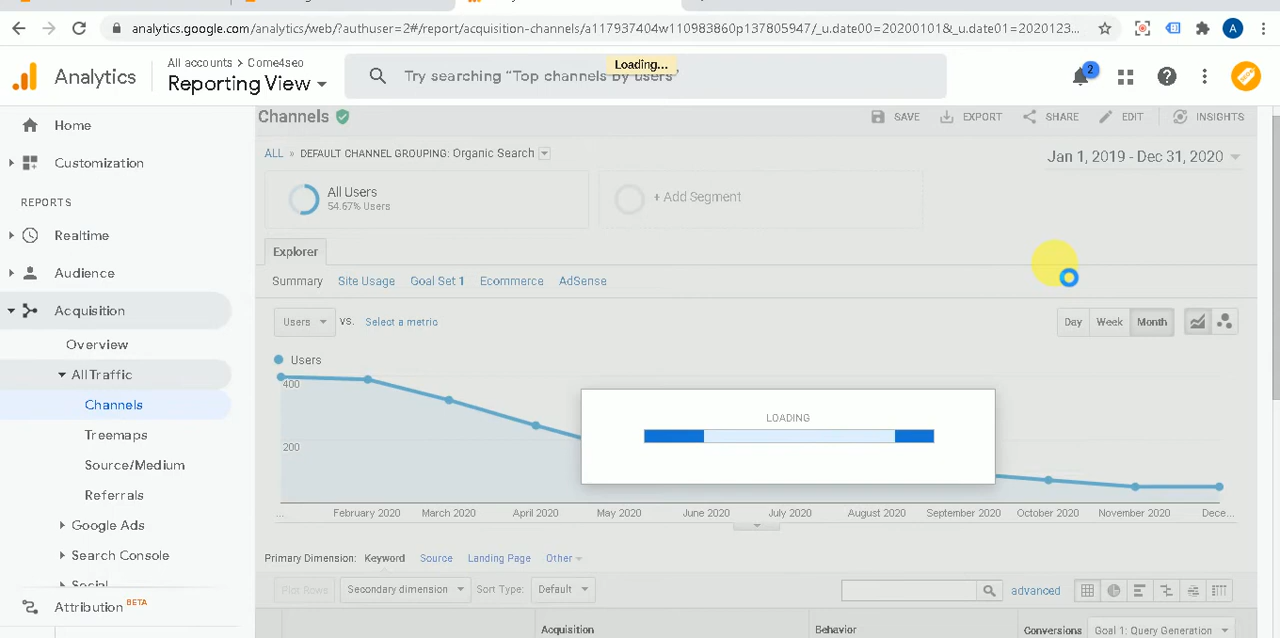 analytics.google.com/analytics/web/?authuser=2#/report/acquisition-channels/a117937404w110983860p137805947/_u.date00=20200101&_u.date01=2020123...
A
Analytics
All accounts > Come4seo
Reporting View
Try searching "Top channels by users"
Loading...
2
Home
Customization
REPORTS
Realtime
Audience
Acquisition
Overview
All Traffic
Channels
Treemaps
Source/Medium
Referrals
Google Ads
Search Console
Social
Attribution BETA
Channels
SAVE
EXPORT
SHARE
EDIT
INSIGHTS
ALL » DEFAULT CHANNEL GROUPING: Organic Search
Jan 1, 2019 - Dec 31, 2020
All Users
54.67% Users
+ Add Segment
Explorer
Summary Site Usage Goal Set 1 Ecommerce AdSense
Users VS. Select a metric
Day Week Month
Users
400
200
LOADING
... February 2020 March 2020 April 2020 May 2020 June 2020 July 2020 August 2020 September 2020 October 2020 November 2020 Dece...
Primary Dimension: Keyword Source Landing Page Other
Plot Rows Secondary dimension Sort Type: Default advanced
Acquisition Behavior Conversions Goal 1: Query Generation